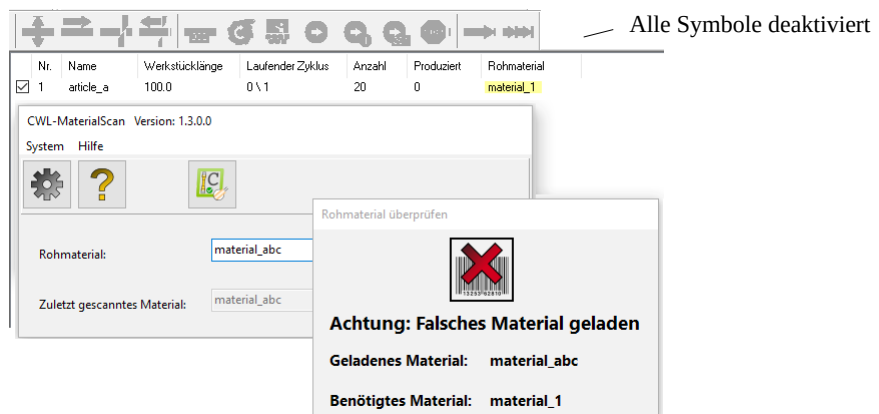 Alle Symbole deaktiviert
Nr. Name Werkstücklänge Laufender Zyklus Anzahl Produziert Rohmaterial
1 article_a 100.0 0 \ 1 20 0 material_1
CWL-MaterialScan Version: 1.3.0.0
System Hilfe
Rohmaterial überprüfen
Rohmaterial: material_abc
Zuletzt gescanntes Material: material_abc
Achtung: Falsches Material geladen
Geladenes Material: material_abc
Benötigtes Material: material_1